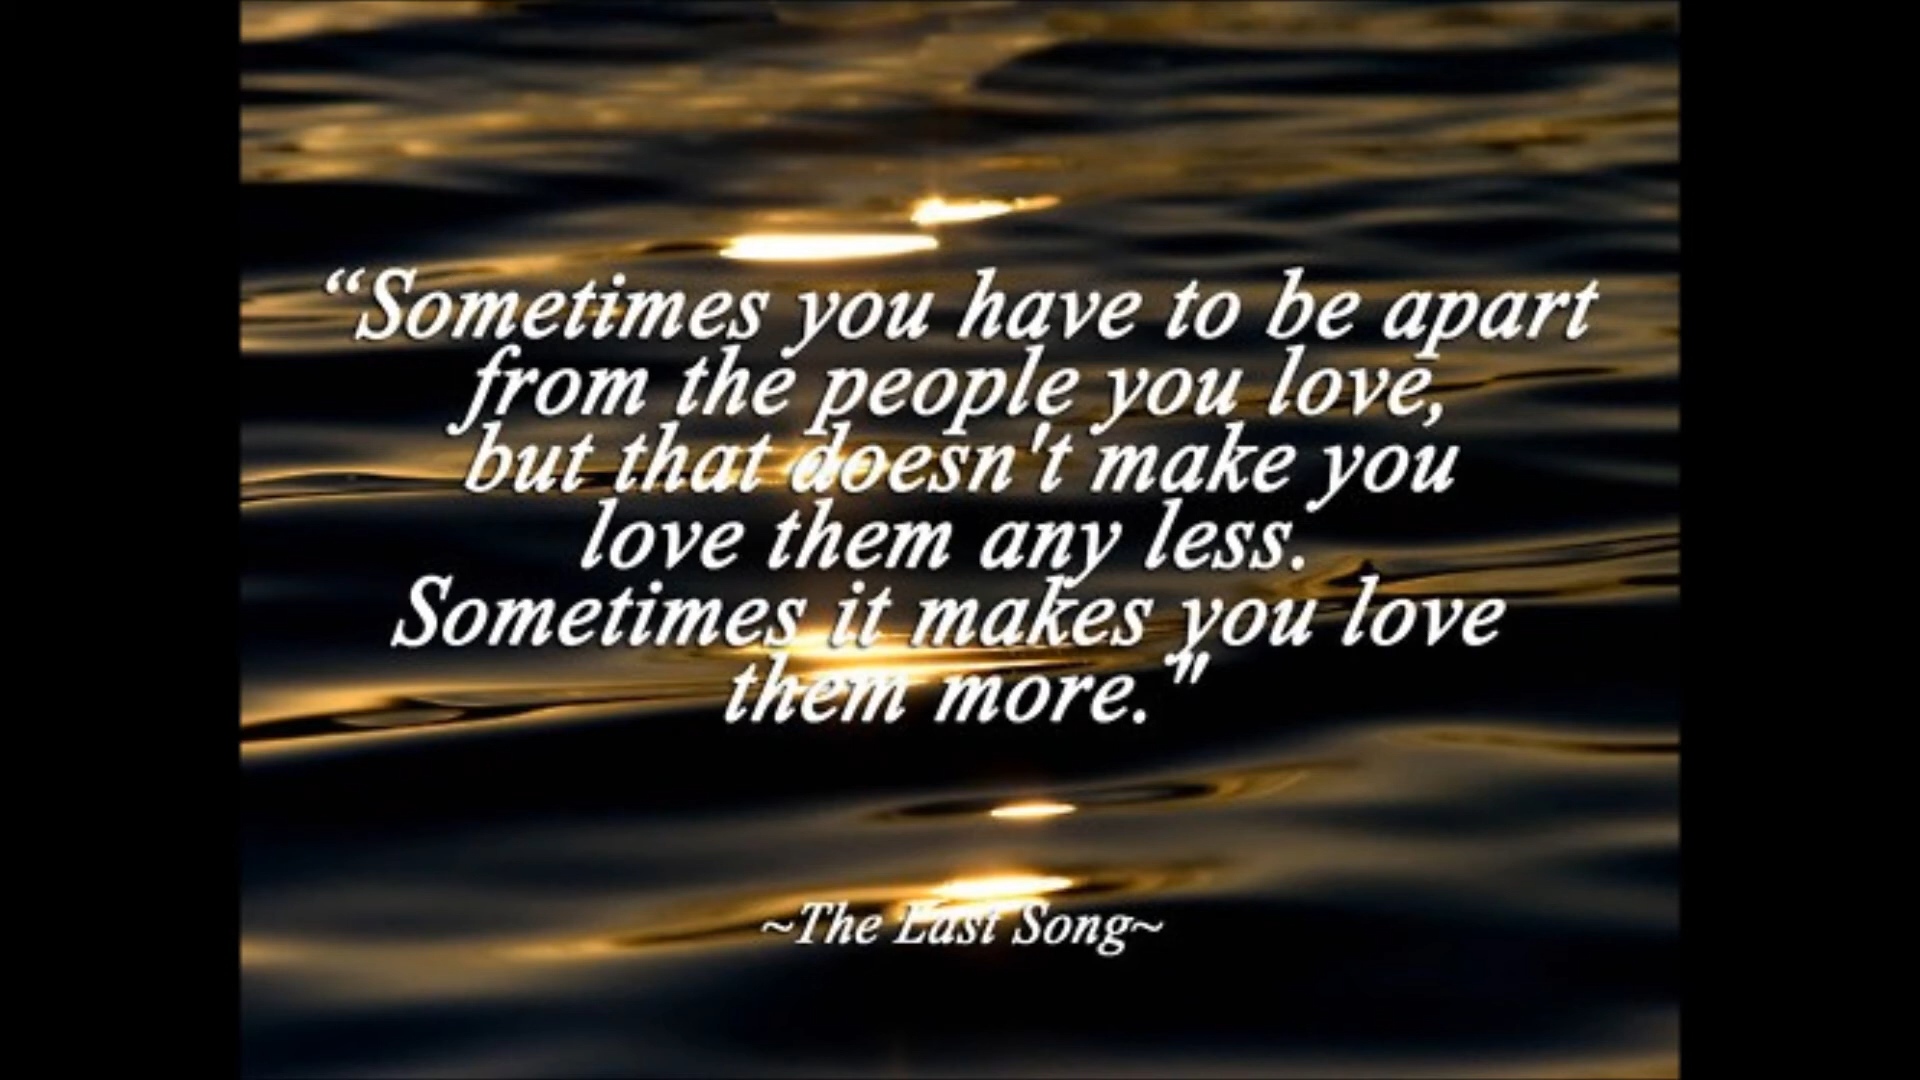 “Sometimes you have to be apart
from the people you love,
but that doesn't make you
love them any less.
Sometimes it makes you love
them more."
~The Last Song~